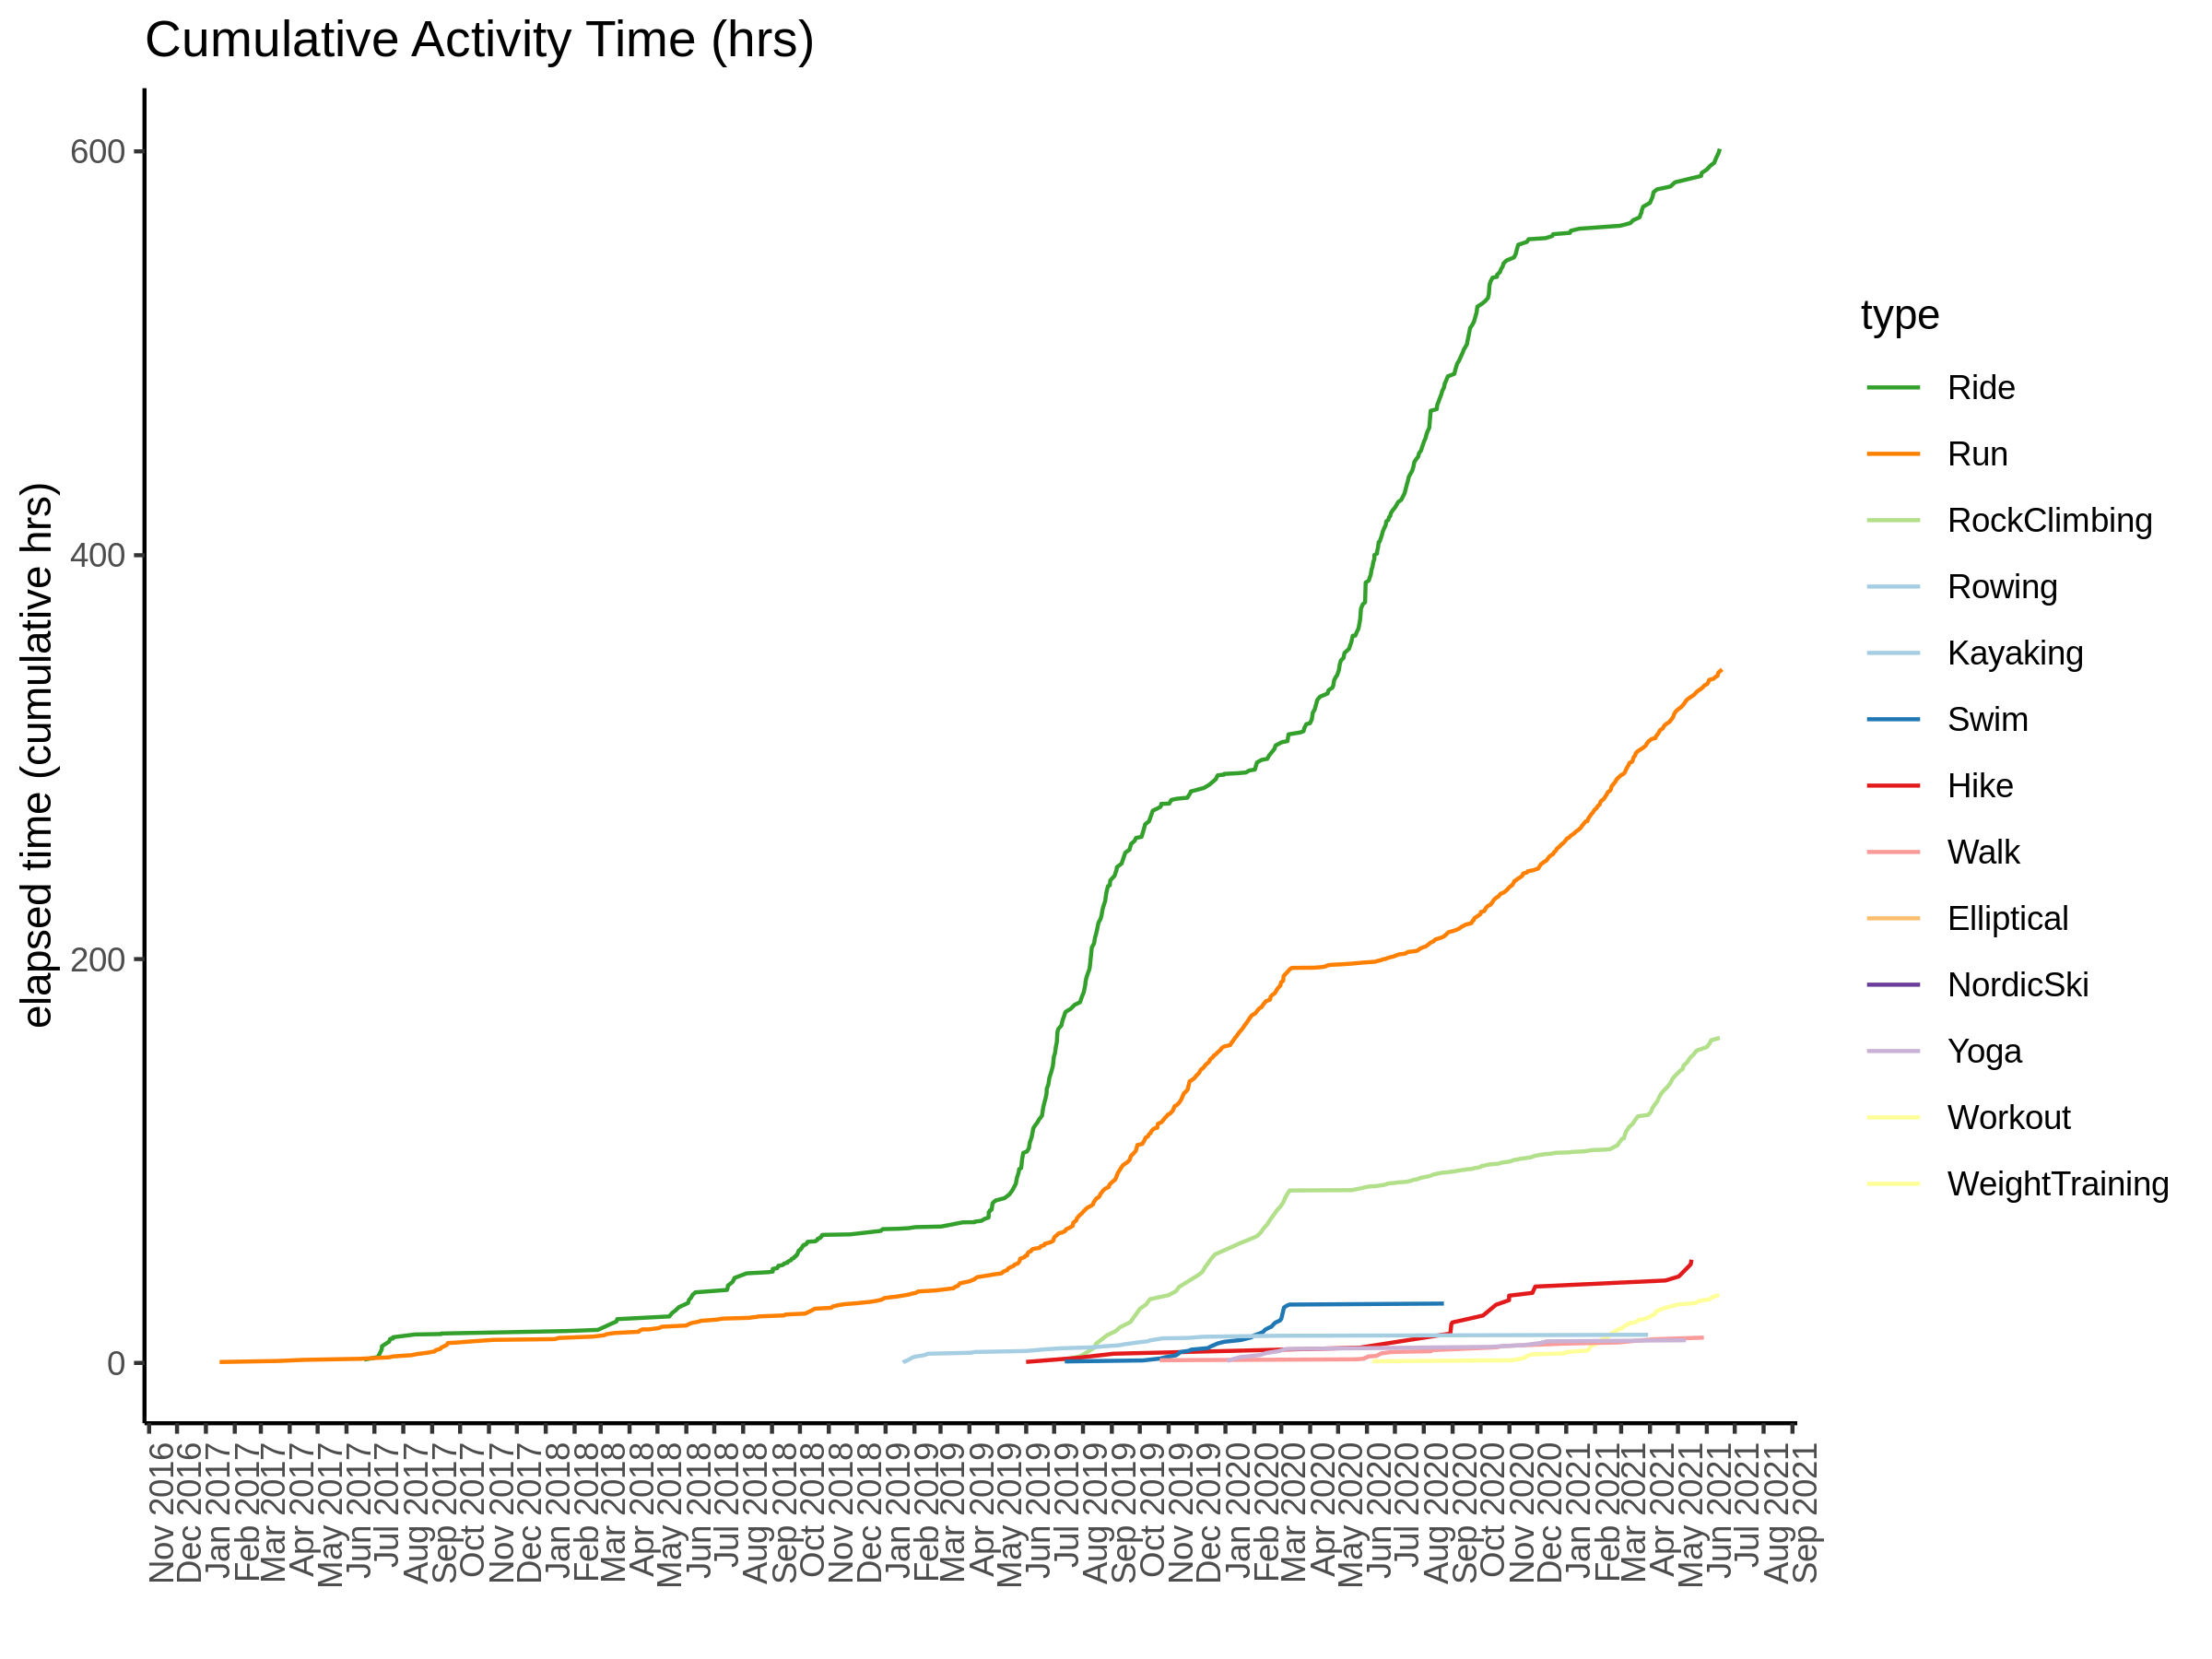 Cumulative Activity Time (hrs)
elapsed time (cumulative hrs)
600
400
200
0
Nov 2016
Dec 2016
Jan 2017
Feb 2017
Mar 2017
Apr 2017
May 2017
Jun 2017
Jul 2017
Aug 2017
Sep 2017
Oct 2017
Nov 2017
Dec 2017
Jan 2018
Feb 2018
Mar 2018
Apr 2018
May 2018
Jun 2018
Jul 2018
Aug 2018
Sep 2018
Oct 2018
Nov 2018
Dec 2018
Jan 2019
Feb 2019
Mar 2019
Apr 2019
May 2019
Jun 2019
Jul 2019
Aug 2019
Sep 2019
Oct 2019
Nov 2019
Dec 2019
Jan 2020
Feb 2020
Mar 2020
Apr 2020
May 2020
Jun 2020
Jul 2020
Aug 2020
Sep 2020
Oct 2020
Nov 2020
Dec 2020
Jan 2021
Feb 2021
Mar 2021
Apr 2021
May 2021
Jun 2021
Jul 2021
Aug 2021
Sep 2021
type
Ride
Run
RockClimbing
Rowing
Kayaking
Swim
Hike
Walk
Elliptical
NordicSki
Yoga
Workout
WeightTraining